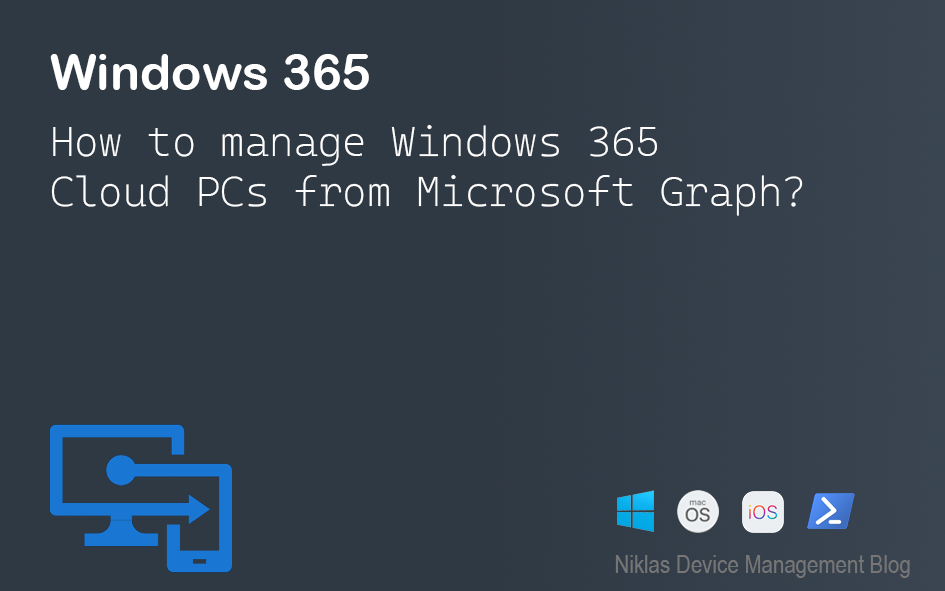 Windows 365
How to manage Windows 365
Cloud PCs from Microsoft Graph?
mac
OS
iOS
Niklas Device Management Blog